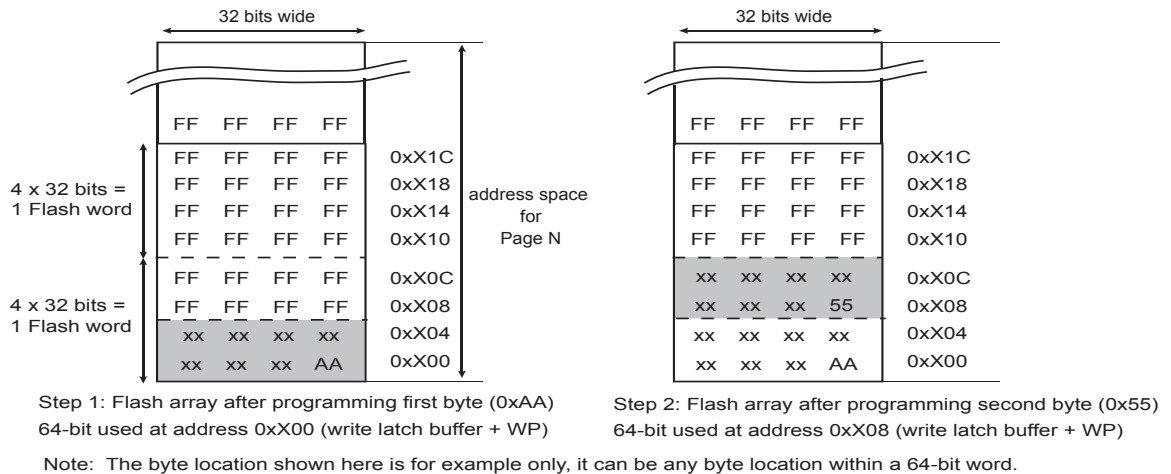 32 bits wide
FF FF FF FF
FF FF FF FF 0xX1C
FF FF FF FF 0xX18
FF FF FF FF 0xX14
FF FF FF FF 0xX10
FF FF FF FF 0xX0C
FF FF FF FF 0xX08
xx xx xx xx 0xX04
xx xx xx AA 0xX00
4 x 32 bits =
1 Flash word
4 x 32 bits =
1 Flash word
address space
for
Page N
Step 1: Flash array after programming first byte (0xAA)
64-bit used at address 0xX00 (write latch buffer + WP)
32 bits wide
FF FF FF FF
FF FF FF FF 0xX1C
FF FF FF FF 0xX18
FF FF FF FF 0xX14
FF FF FF FF 0xX10
xx xx xx xx 0xX0C
xx xx xx 55 0xX08
xx xx xx xx 0xX04
xx xx xx AA 0xX00
Step 2: Flash array after programming second byte (0x55)
64-bit used at address 0xX08 (write latch buffer + WP)
Note: The byte location shown here is for example only, it can be any byte location within a 64-bit word.